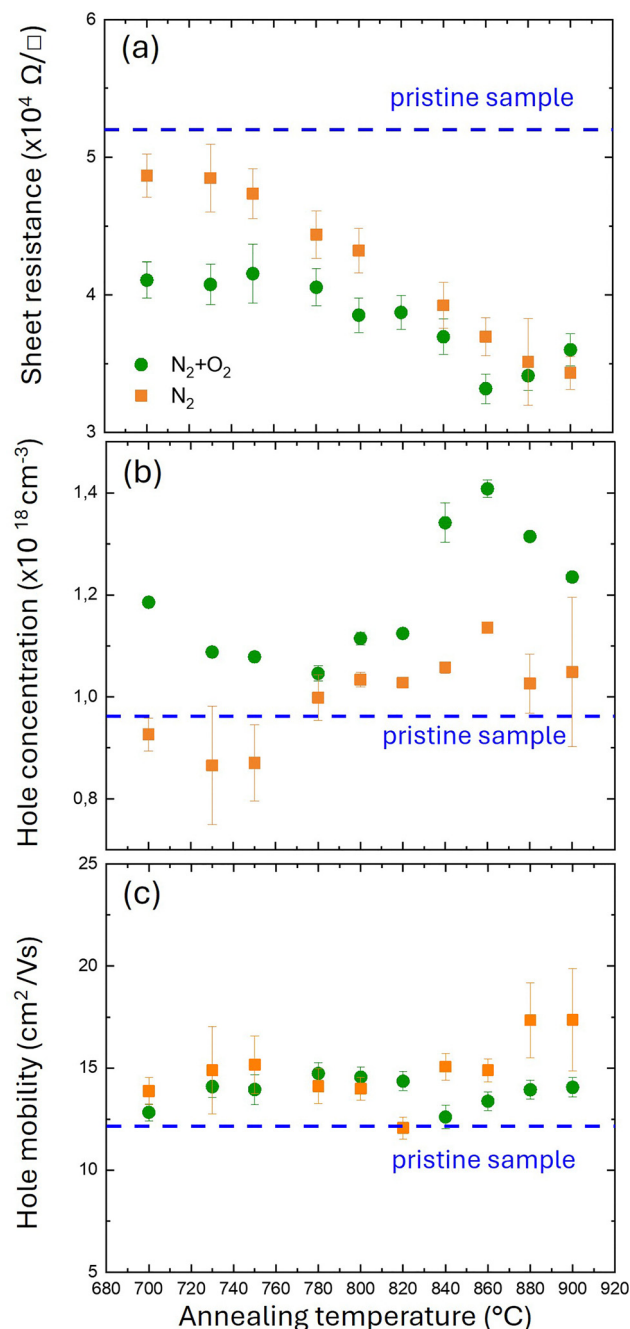 6
(a)
pristine sample
5
4
N₂+O₂
N₂
3
Sheet resistance (x10⁴ Ω/□)
(b)
1,4
1,2
1,0
pristine sample
0,8
Hole concentration (x10 ¹⁸ cm⁻³)
25
(c)
20
15
10
pristine sample
5
Hole mobility (cm² /Vs)
680 700 720 740 760 780 800 820 840 860 880 900 920
Annealing temperature (°C)